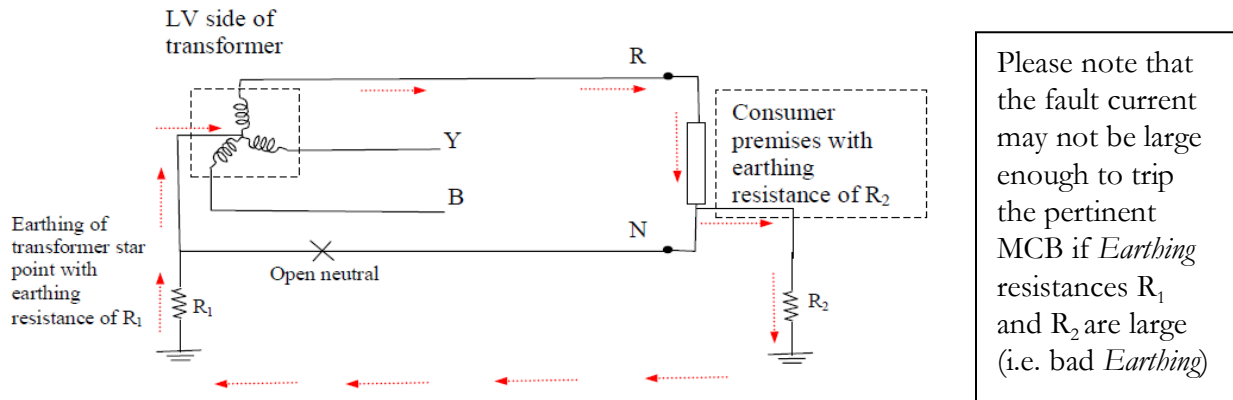 LV side of
transformer
R
Y
B
N
Open neutral
Consumer
premises with
earthing
resistance of R₂
Earthing of
transformer star
point with
earthing
resistance of R₁
R₁
R₂
Please note that
the fault current
may not be large
enough to trip
the pertinent
MCB if Earthing
resistances R₁
and R₂ are large
(i.e. bad Earthing)